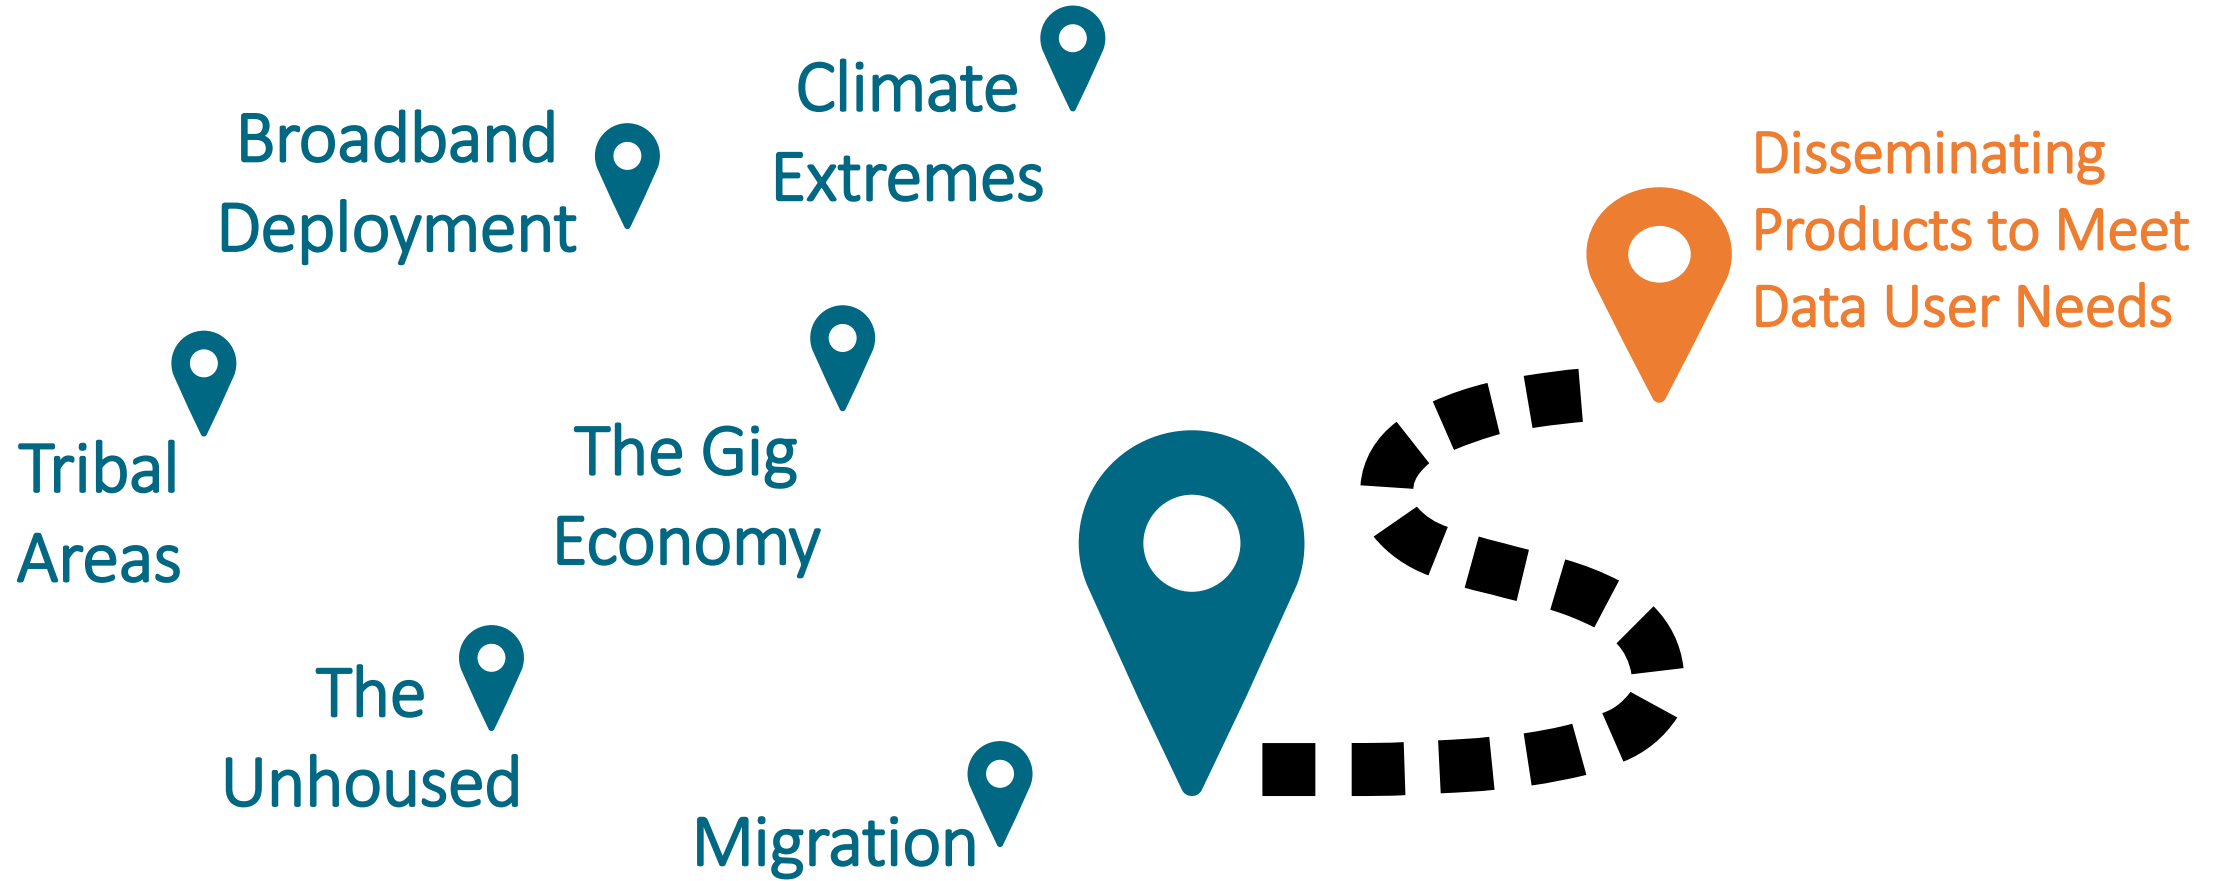 Climate
Extremes
Broadband
Deployment
Disseminating
Products to Meet
Data User Needs
Tribal
Areas
The Gig
Economy
The
Unhoused
Migration